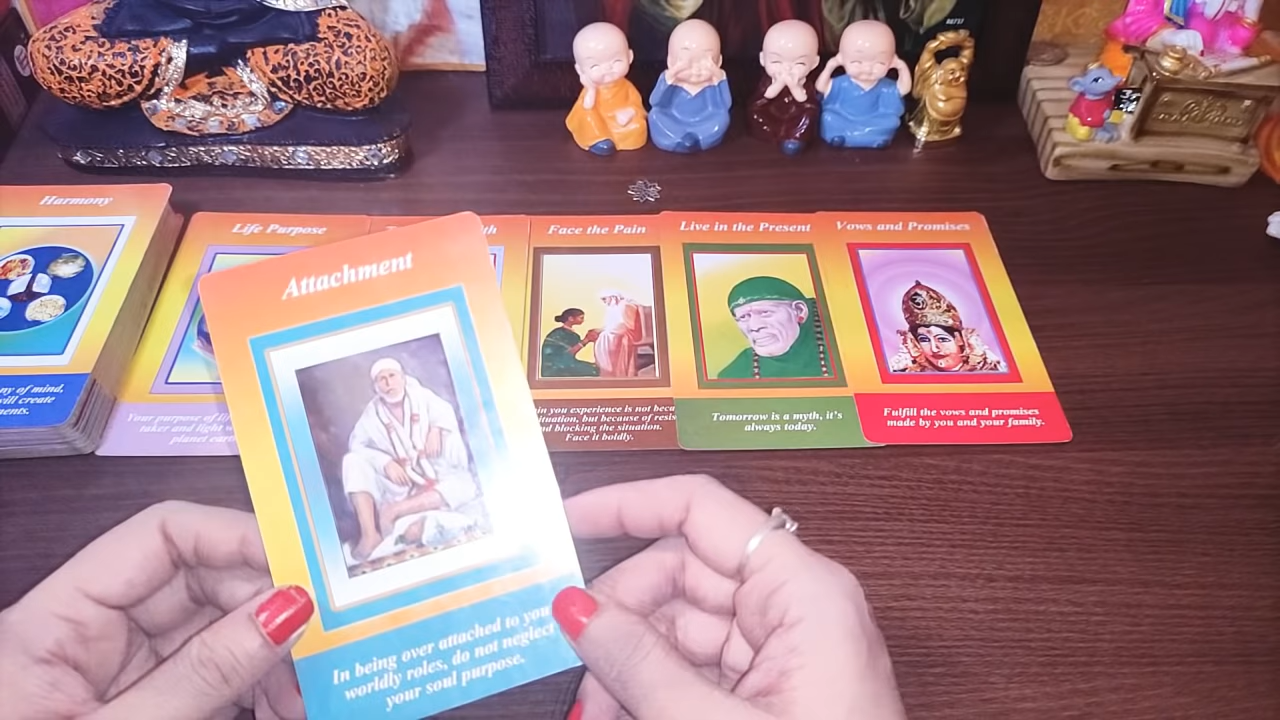 Harmony
ny of mind,
will create
ments.
Life Purpose
Your purpose of li
taker and light w
planet eart
th
Face the Pain
in you experience is not beca
ituation, but because of resis
nd blocking the situation.
Face it boldly.
Live in the Present
Tomorrow is a myth, it's
always today.
Vows and Promises
Fulfill the vows and promises
made by you and your family.
Attachment
In being over attached to you
worldly roles, do not neglect
your soul purpose.